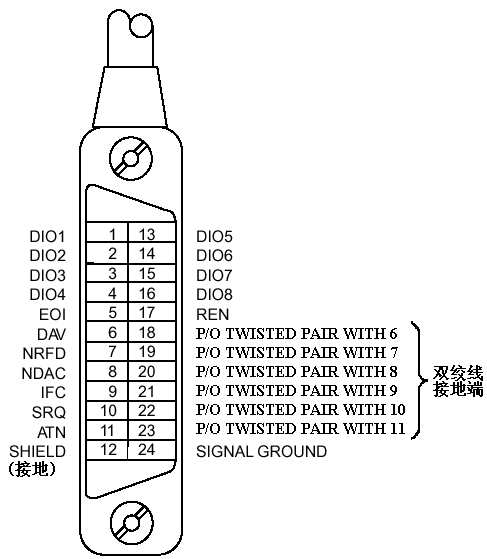 DIO1 1 13 DIO5
DIO2 2 14 DIO6
DIO3 3 15 DIO7
DIO4 4 16 DIO8
EOI 5 17 REN
DAV 6 18 P/O TWISTED PAIR WITH 6
NRFD 7 19 P/O TWISTED PAIR WITH 7
NDAC 8 20 P/O TWISTED PAIR WITH 8
IFC 9 21 P/O TWISTED PAIR WITH 9
SRQ 10 22 P/O TWISTED PAIR WITH 10
ATN 11 23 P/O TWISTED PAIR WITH 11
SHIELD 12 24 SIGNAL GROUND
(接地)
双绞线
接地端